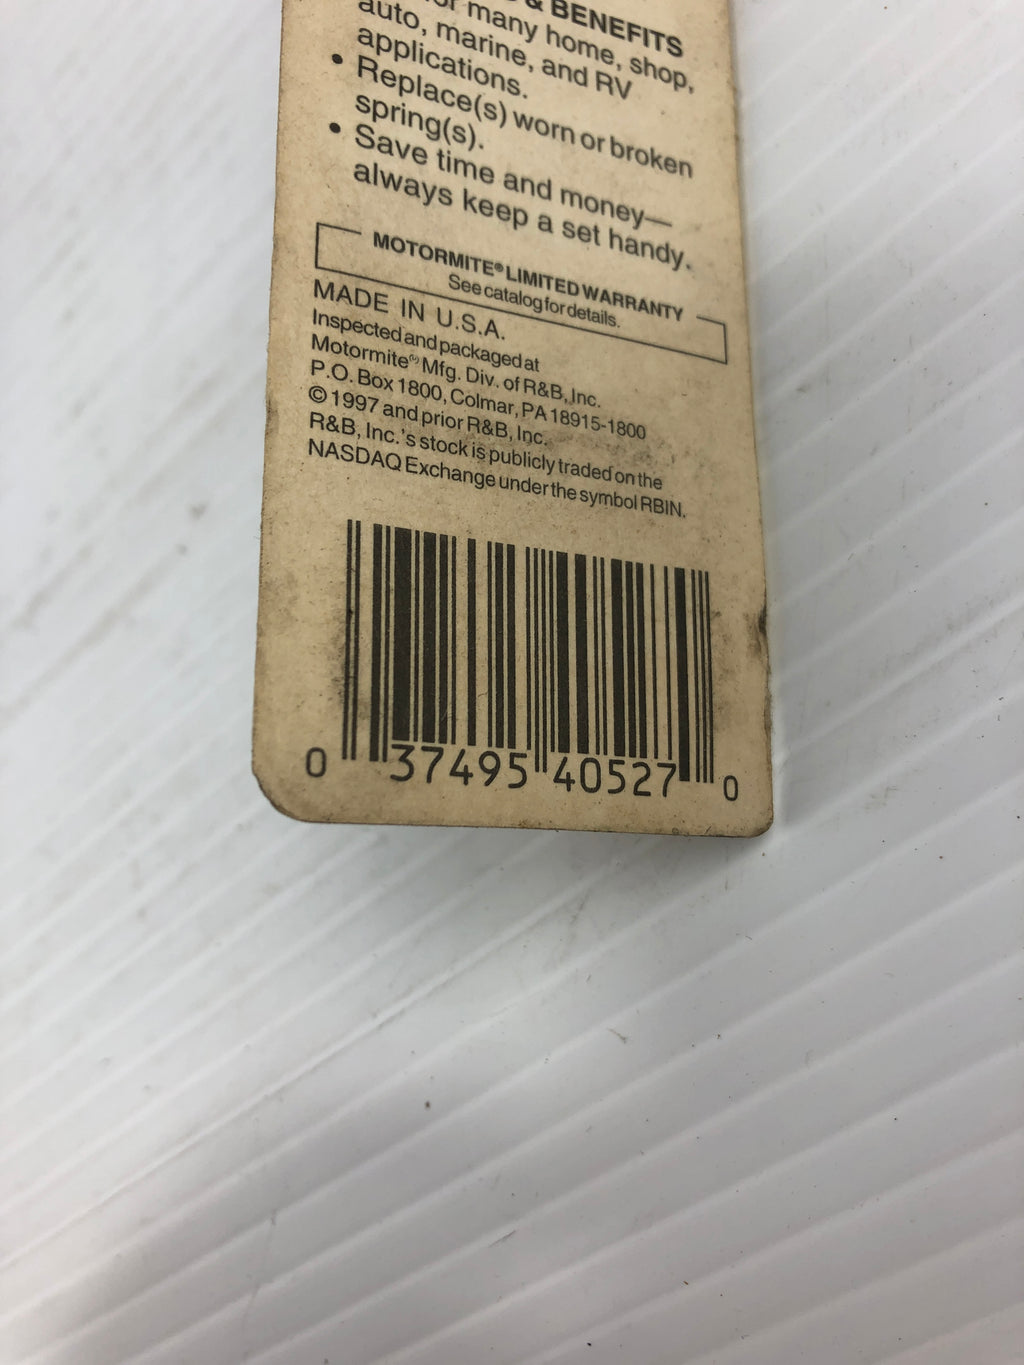 & BENEFITS
or many home, shop,
auto, marine, and RV
applications.
• Replace(s) worn or broken
spring(s).
• Save time and money—
always keep a set handy.
MOTORMITE® LIMITED WARRANTY
See catalog for details.
MADE IN U.S.A.
Inspected and packaged at
Motormite® Mfg. Div. of R&B, Inc.
P.O. Box 1800, Colmar, PA 18915-1800
© 1997 and prior R&B, Inc.
R&B, Inc.'s stock is publicly traded on the
NASDAQ Exchange under the symbol RBIN.
0 37495 40527 0